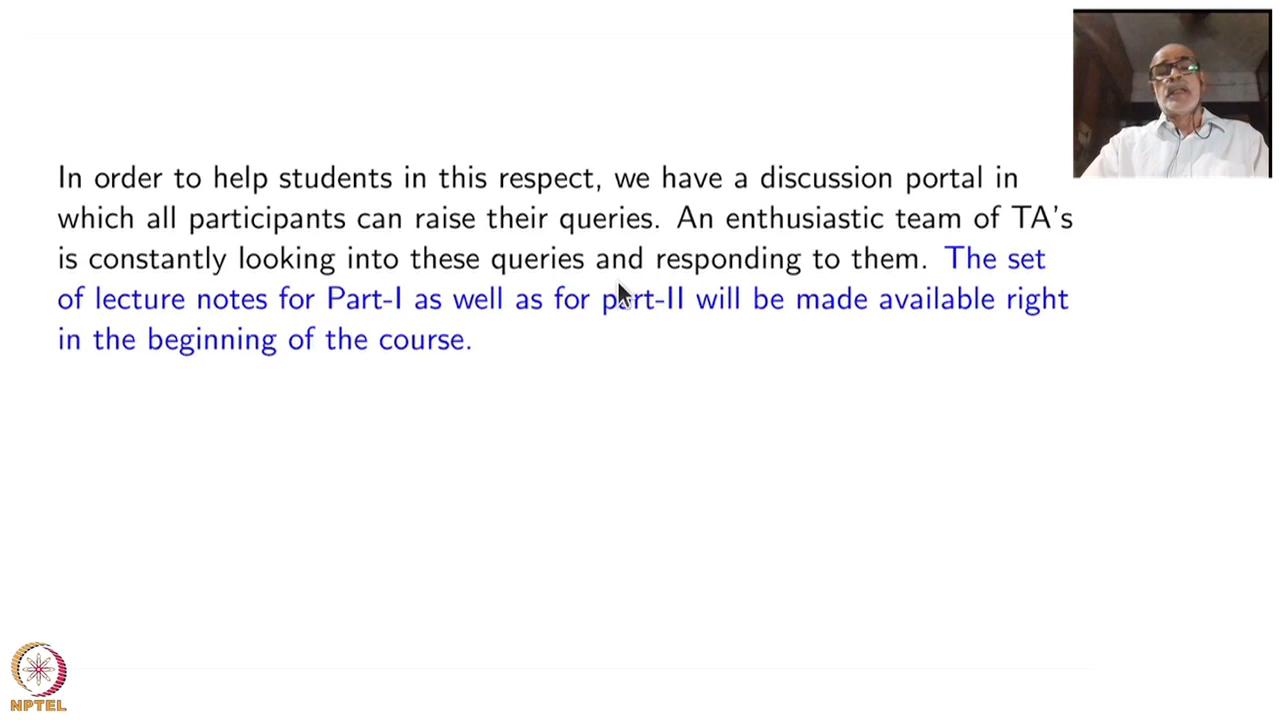 In order to help students in this respect, we have a discussion portal in
which all participants can raise their queries. An enthusiastic team of TA's
is constantly looking into these queries and responding to them. The set
of lecture notes for Part-I as well as for part-II will be made available right
in the beginning of the course.
NPTEL